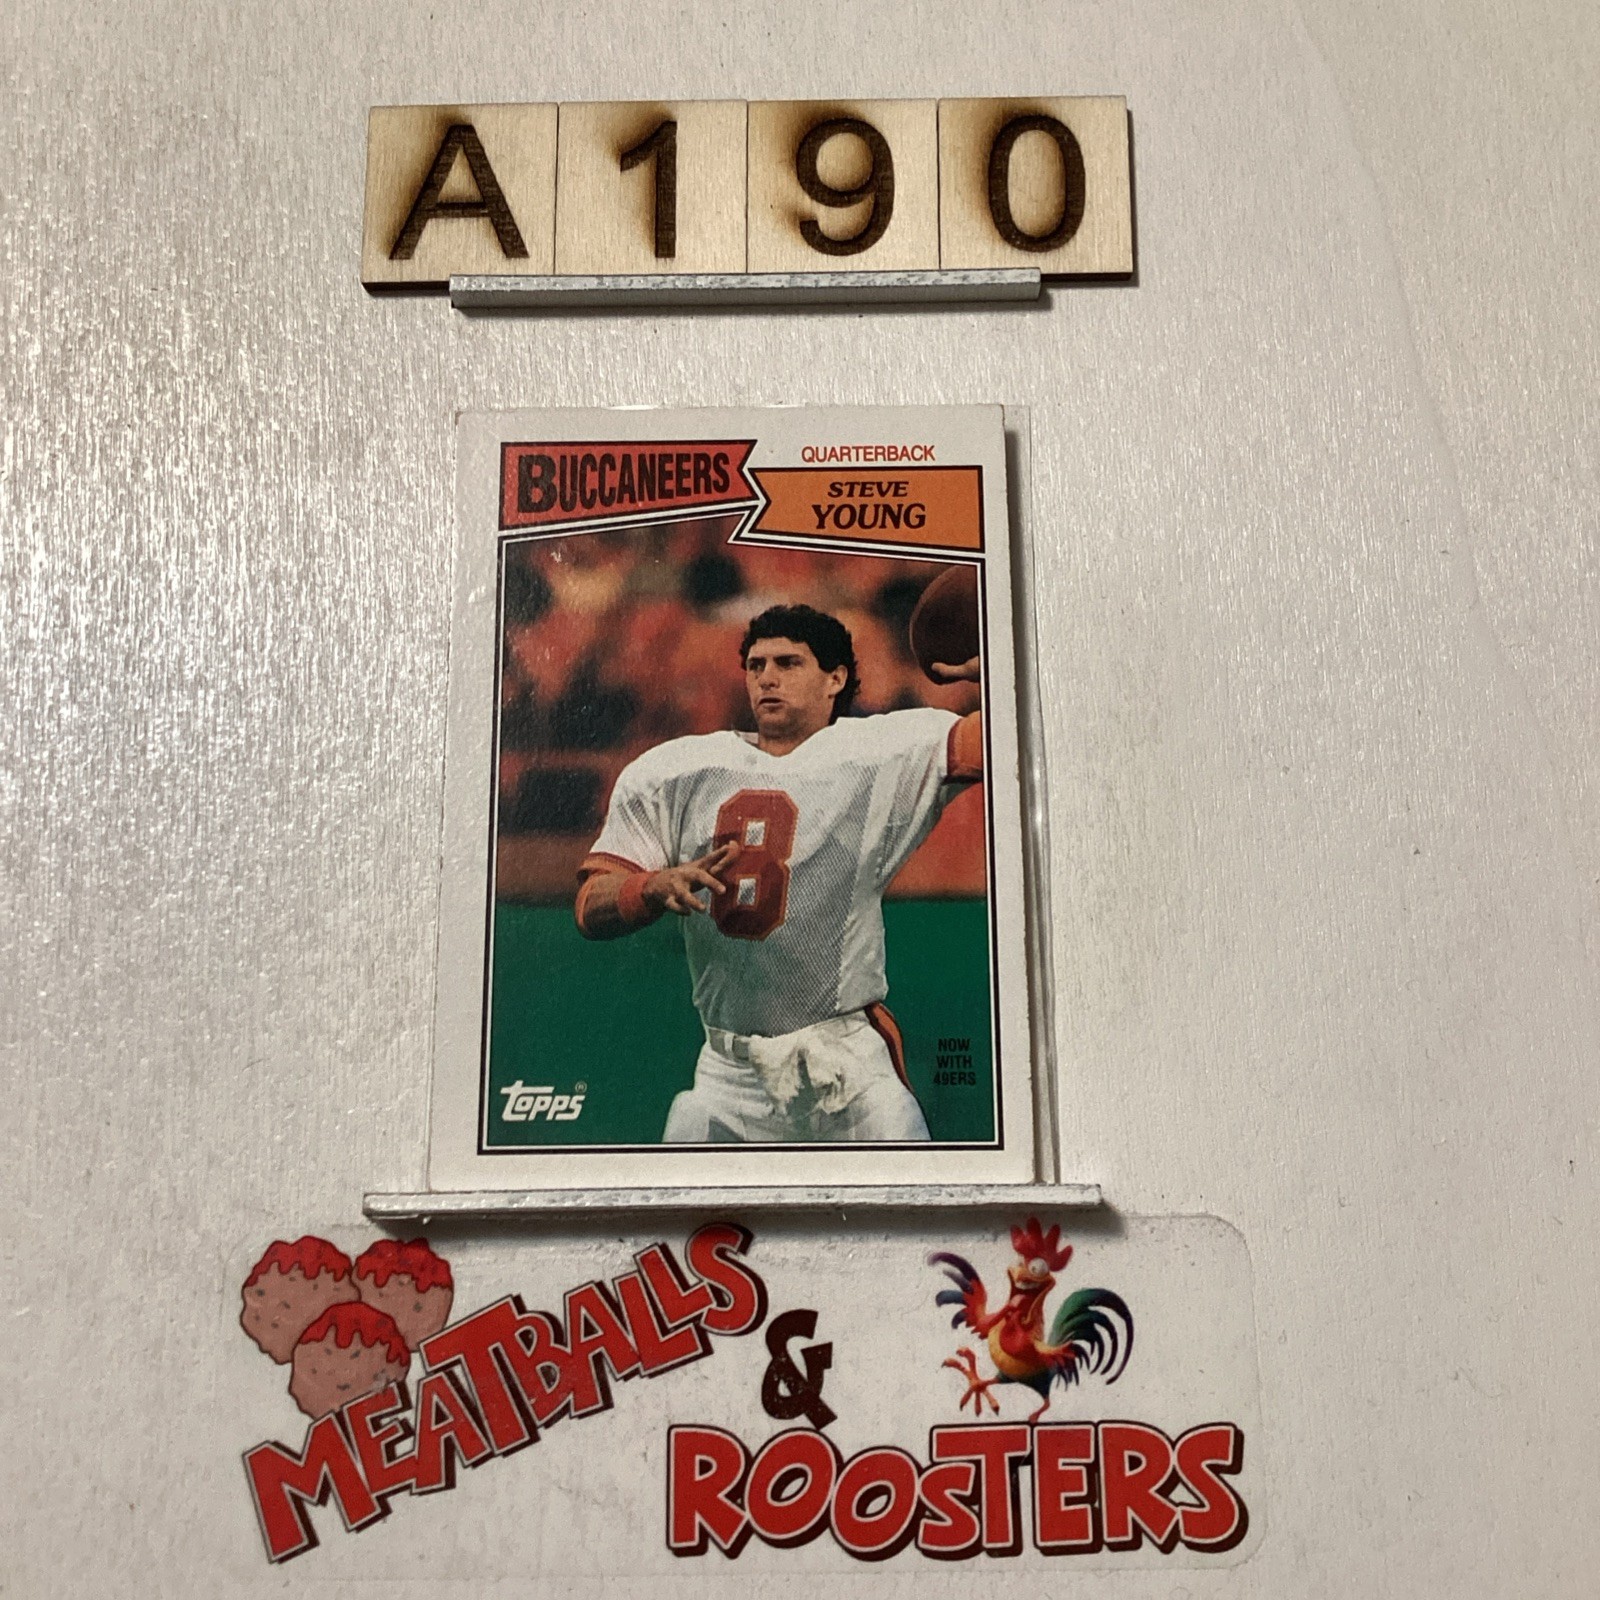 A190
BUCCANEERS
QUARTERBACK
STEVE
YOUNG
8
NOW
WITH
49ERS
topps®
MEATBALLS
&
ROOSTERS